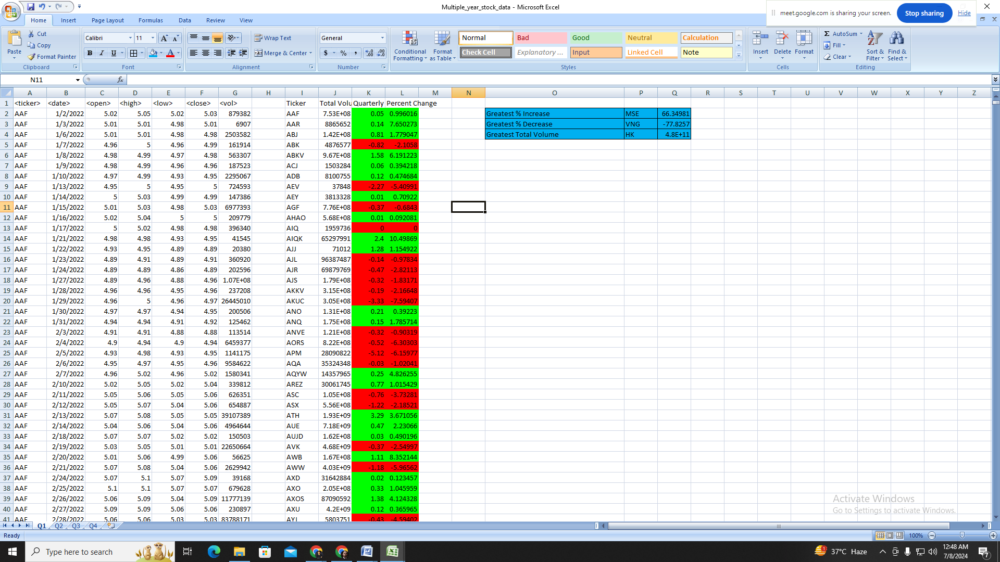 Multiple_year_stock_data - Microsoft Excel
meet.google.com is sharing your screen. Stop sharing Hide
Home Insert Page Layout Formulas Data Review View
Paste Cut Copy Format Painter Clipboard
Calibri 11 B I U Font
Wrap Text Merge & Center Alignment
General $ % , Number
Conditional Formatting Format as Table
Normal Bad Good Neutral Calculation
Check Cell Explanatory ... Input Linked Cell Note
Styles
Insert Delete Format Cells
Σ AutoSum Fill Clear Sort & Filter Find & Select Editing
N11 fx
A B C D E F G H I J K L M N O P Q R S T U V W X Y Z
1 <ticker> <date> <open> <high> <low> <close> <vol> Ticker Total Volu Quarterly Percent Change
2 AAF 1/2/2022 5.02 5.05 5.02 5.03 879382 AAF 7.53E+08 0.05 0.996016 Greatest % Increase MSE 66.34981
3 AAF 1/3/2022 5.01 5.01 4.98 5.01 6907 AAR 8865652 0.14 7.650273 Greatest % Decrease VNG -77.8257
4 AAF 1/6/2022 5.01 5.01 4.98 4.98 2503582 ABJ 1.42E+08 0.81 1.779047 Greatest Total Volume HK 4.8E+11
5 AAF 1/7/2022 4.96 5 4.96 4.99 161914 ABK 4876577 -0.82 -2.1058
6 AAF 1/8/2022 4.98 4.99 4.97 4.98 563307 ABKV 9.67E+08 1.58 6.191223
7 AAF 1/9/2022 4.98 4.99 4.96 4.96 187523 ACJ 1503284 0.06 0.394218
8 AAF 1/10/2022 4.97 4.99 4.93 4.95 2295067 ADB 8100755 0.12 0.474684
9 AAF 1/13/2022 4.95 5 4.95 5 724593 AEV 37848 -2.27 -5.40991
10 AAF 1/14/2022 5 5.03 4.99 4.99 147386 AEY 3813328 0.01 0.70922
11 AAF 1/15/2022 5.01 5.03 4.98 5.03 6977393 AGF 7.76E+08 -0.37 -0.6843
12 AAF 1/16/2022 5.02 5.04 5 5 209779 AHAO 5.68E+08 0.01 0.092081
13 AAF 1/17/2022 5 5.02 4.98 4.98 396340 AIQ 1959736 0 0
14 AAF 1/21/2022 4.98 4.98 4.93 4.95 41545 AIQK 65297991 2.4 10.49869
15 AAF 1/22/2022 4.93 4.95 4.89 4.89 20380 AJJ 71012 1.28 1.154922
16 AAF 1/23/2022 4.89 4.91 4.89 4.91 360920 AJL 96387487 -0.14 -0.97834
17 AAF 1/24/2022 4.89 4.89 4.86 4.89 202596 AJR 69879769 -0.47 -2.82113
18 AAF 1/27/2022 4.89 4.96 4.88 4.96 1.07E+08 AJS 1.79E+08 -0.32 -1.83171
19 AAF 1/28/2022 4.96 4.96 4.95 4.96 237208 AKKV 3.15E+08 -0.19 -2.16648
20 AAF 1/29/2022 4.96 5 4.96 4.97 26445010 AKUC 3.05E+08 -3.33 -7.59407
21 AAF 1/30/2022 4.97 4.97 4.94 4.95 200506 ANO 1.31E+08 0.21 0.39223
22 AAF 1/31/2022 4.94 4.94 4.91 4.92 125462 ANQ 1.75E+08 0.15 1.785714
23 AAF 2/3/2022 4.91 4.91 4.88 4.88 113514 ANVE 1.21E+08 -0.32 -0.90319
24 AAF 2/4/2022 4.9 4.94 4.9 4.94 6459377 AORS 8.22E+08 -0.52 -6.30303
25 AAF 2/5/2022 4.93 4.98 4.93 4.95 1141175 APM 28090822 -5.12 -6.15977
26 AAF 2/6/2022 4.95 4.97 4.95 4.96 9584622 AQA 35324348 -0.03 -1.02041
27 AAF 2/7/2022 4.96 5.02 4.96 5.02 1580341 AQYW 14357965 0.25 4.826255
28 AAF 2/10/2022 5.02 5.05 5.02 5.04 339812 AREZ 30061745 0.77 1.015429
29 AAF 2/11/2022 5.05 5.06 5.05 5.06 626351 ASC 1.05E+08 -0.76 -3.73281
30 AAF 2/12/2022 5.05 5.07 5.04 5.06 654887 ASX 5.56E+08 -1.22 -2.18521
31 AAF 2/13/2022 5.07 5.08 5.05 5.05 39107389 ATH 1.93E+09 3.29 3.671056
32 AAF 2/14/2022 5.04 5.06 5.04 5.06 4964644 AUE 7.18E+09 0.47 2.23066
33 AAF 2/18/2022 5.07 5.07 5.02 5.02 150503 AUJD 1.62E+08 0.03 0.490196
34 AAF 2/19/2022 5.03 5.05 5.01 5.01 22650664 AVK 4.68E+09 -0.37 -2.54997
35 AAF 2/20/2022 5.01 5.06 4.99 5.06 56625 AWB 1.67E+08 1.11 8.352144
36 AAF 2/21/2022 5.07 5.08 5.04 5.06 2629942 AWW 4.03E+09 -1.18 -5.96562
37 AAF 2/24/2022 5.07 5.1 5.07 5.09 39168 AXD 31642884 0.02 0.123457
38 AAF 2/25/2022 5.1 5.1 5.07 5.07 679628 AXO 2.05E+08 0.33 1.045959
39 AAF 2/26/2022 5.06 5.09 5.04 5.09 11777139 AXOS 87090592 1.38 4.124328
40 AAF 2/27/2022 5.09 5.09 5.06 5.06 230897 AXU 4.2E+09 0.12 0.365965
41 AAF 2/28/2022 5.06 5.06 5.03 5.03 83788171 AYJ 5803751 -0.43 -4.59402
Activate Windows
Go to Settings to activate Windows.
Q1 Q2 Q3 Q4
Ready 100%
Type here to search 37°C Haze 12:48 AM
7/8/2024 7